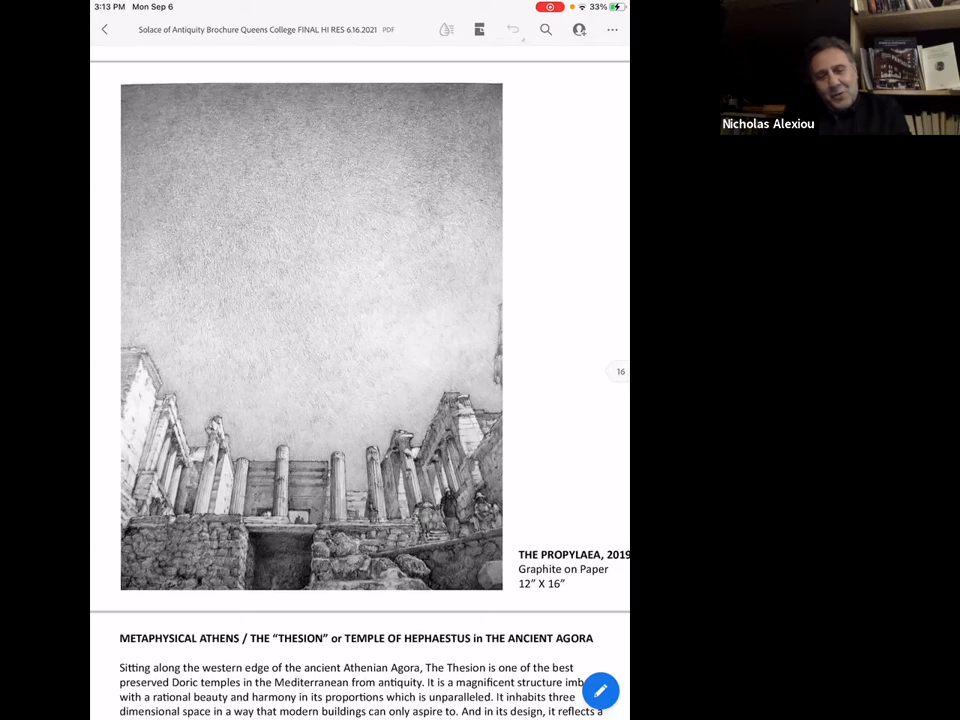 3:13 PM Mon Sep 6
33%
Solace of Antiquity Brochure Queens College FINAL HI RES 6.16.2021 PDF
Nicholas Alexiou
16
THE PROPYLAEA, 2019
Graphite on Paper
12” X 16”
METAPHYSICAL ATHENS / THE “THESION” or TEMPLE OF HEPHAESTUS in THE ANCIENT AGORA
Sitting along the western edge of the ancient Athenian Agora, The Thesion is one of the best
preserved Doric temples in the Mediterranean from antiquity. It is a magnificent structure imb
with a rational beauty and harmony in its proportions which is unparalleled. It inhabits three
dimensional space in a way that modern buildings can only aspire to. And in its design, it reflects a